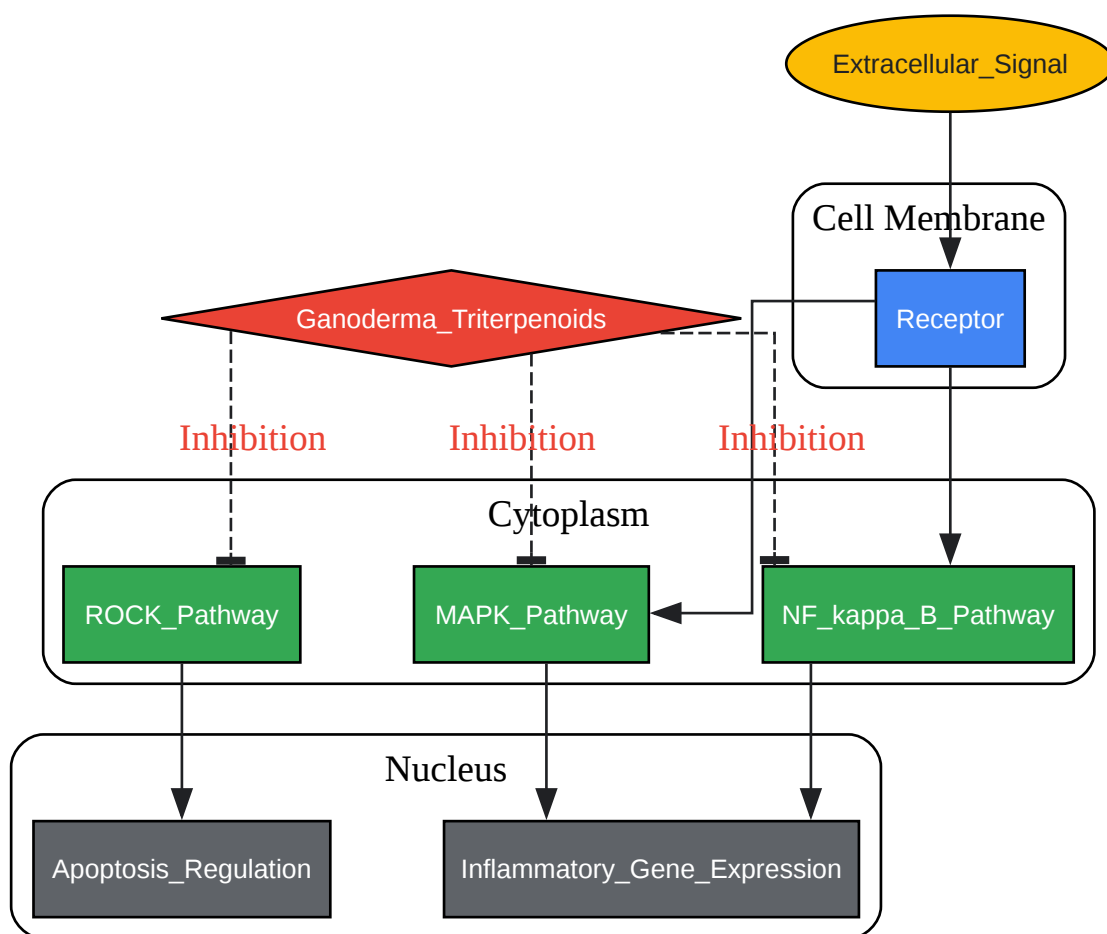 Extracellular_Signal
Cell Membrane
Ganoderma_Triterpenoids
Receptor
Inhibition
Inhibition
Inhibition
Cytoplasm
ROCK_Pathway
MAPK_Pathway
NF_kappa_B_Pathway
Nucleus
Apoptosis_Regulation
Inflammatory_Gene_Expression